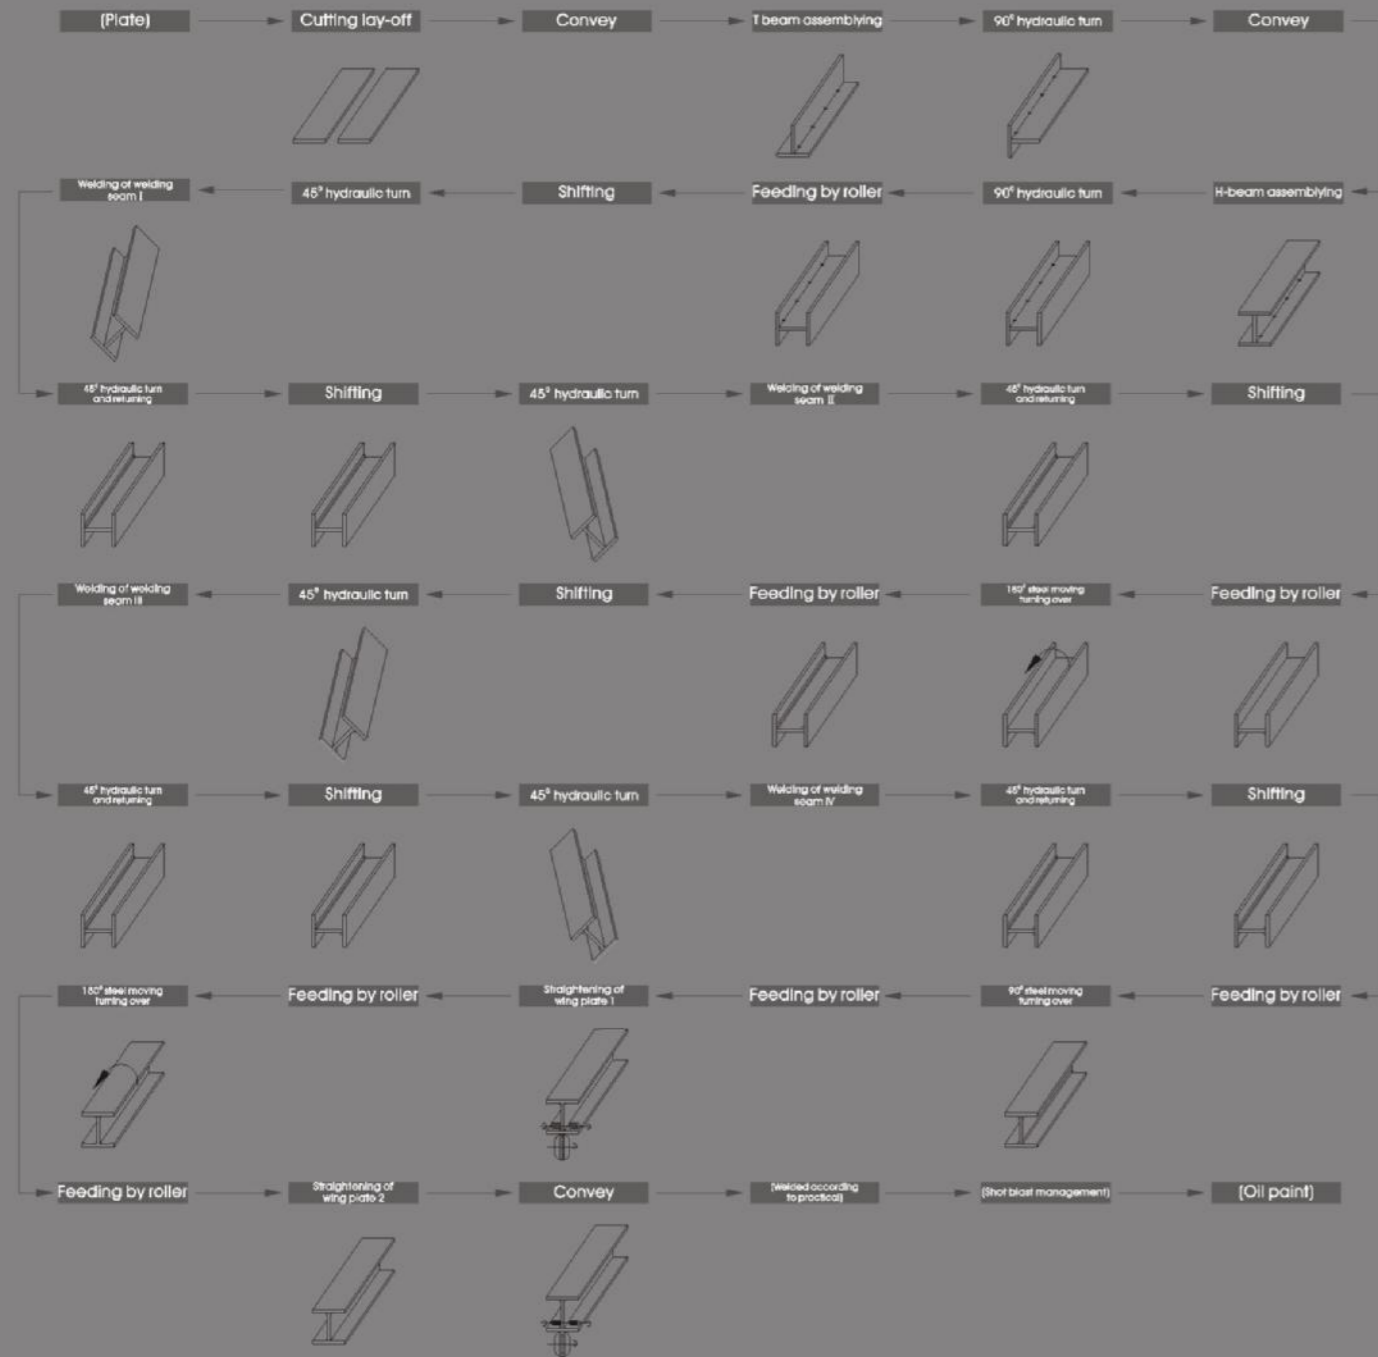 (Plate)
Cutting lay-off
Convey
T beam assemblying
90° hydraulic turn
Convey
H-beam assemblying
90° hydraulic turn
Feeding by roller
Shifting
45° hydraulic turn
Welding of welding
seam I
45° hydraulic turn
and returning
Shifting
45° hydraulic turn
Welding of welding
seam II
45° hydraulic turn
and returning
Shifting
Feeding by roller
180° steel moving
turning over
Feeding by roller
Shifting
45° hydraulic turn
Welding of welding
seam III
45° hydraulic turn
and returning
Shifting
45° hydraulic turn
Welding of welding
seam IV
45° hydraulic turn
and returning
Shifting
Feeding by roller
90° steel moving
turning over
Feeding by roller
Straightening of
wing plate 1
Feeding by roller
180° steel moving
turning over
Feeding by roller
Straightening of
wing plate 2
Convey
(Welded according
to practical)
(Shot blast management)
(Oil paint)